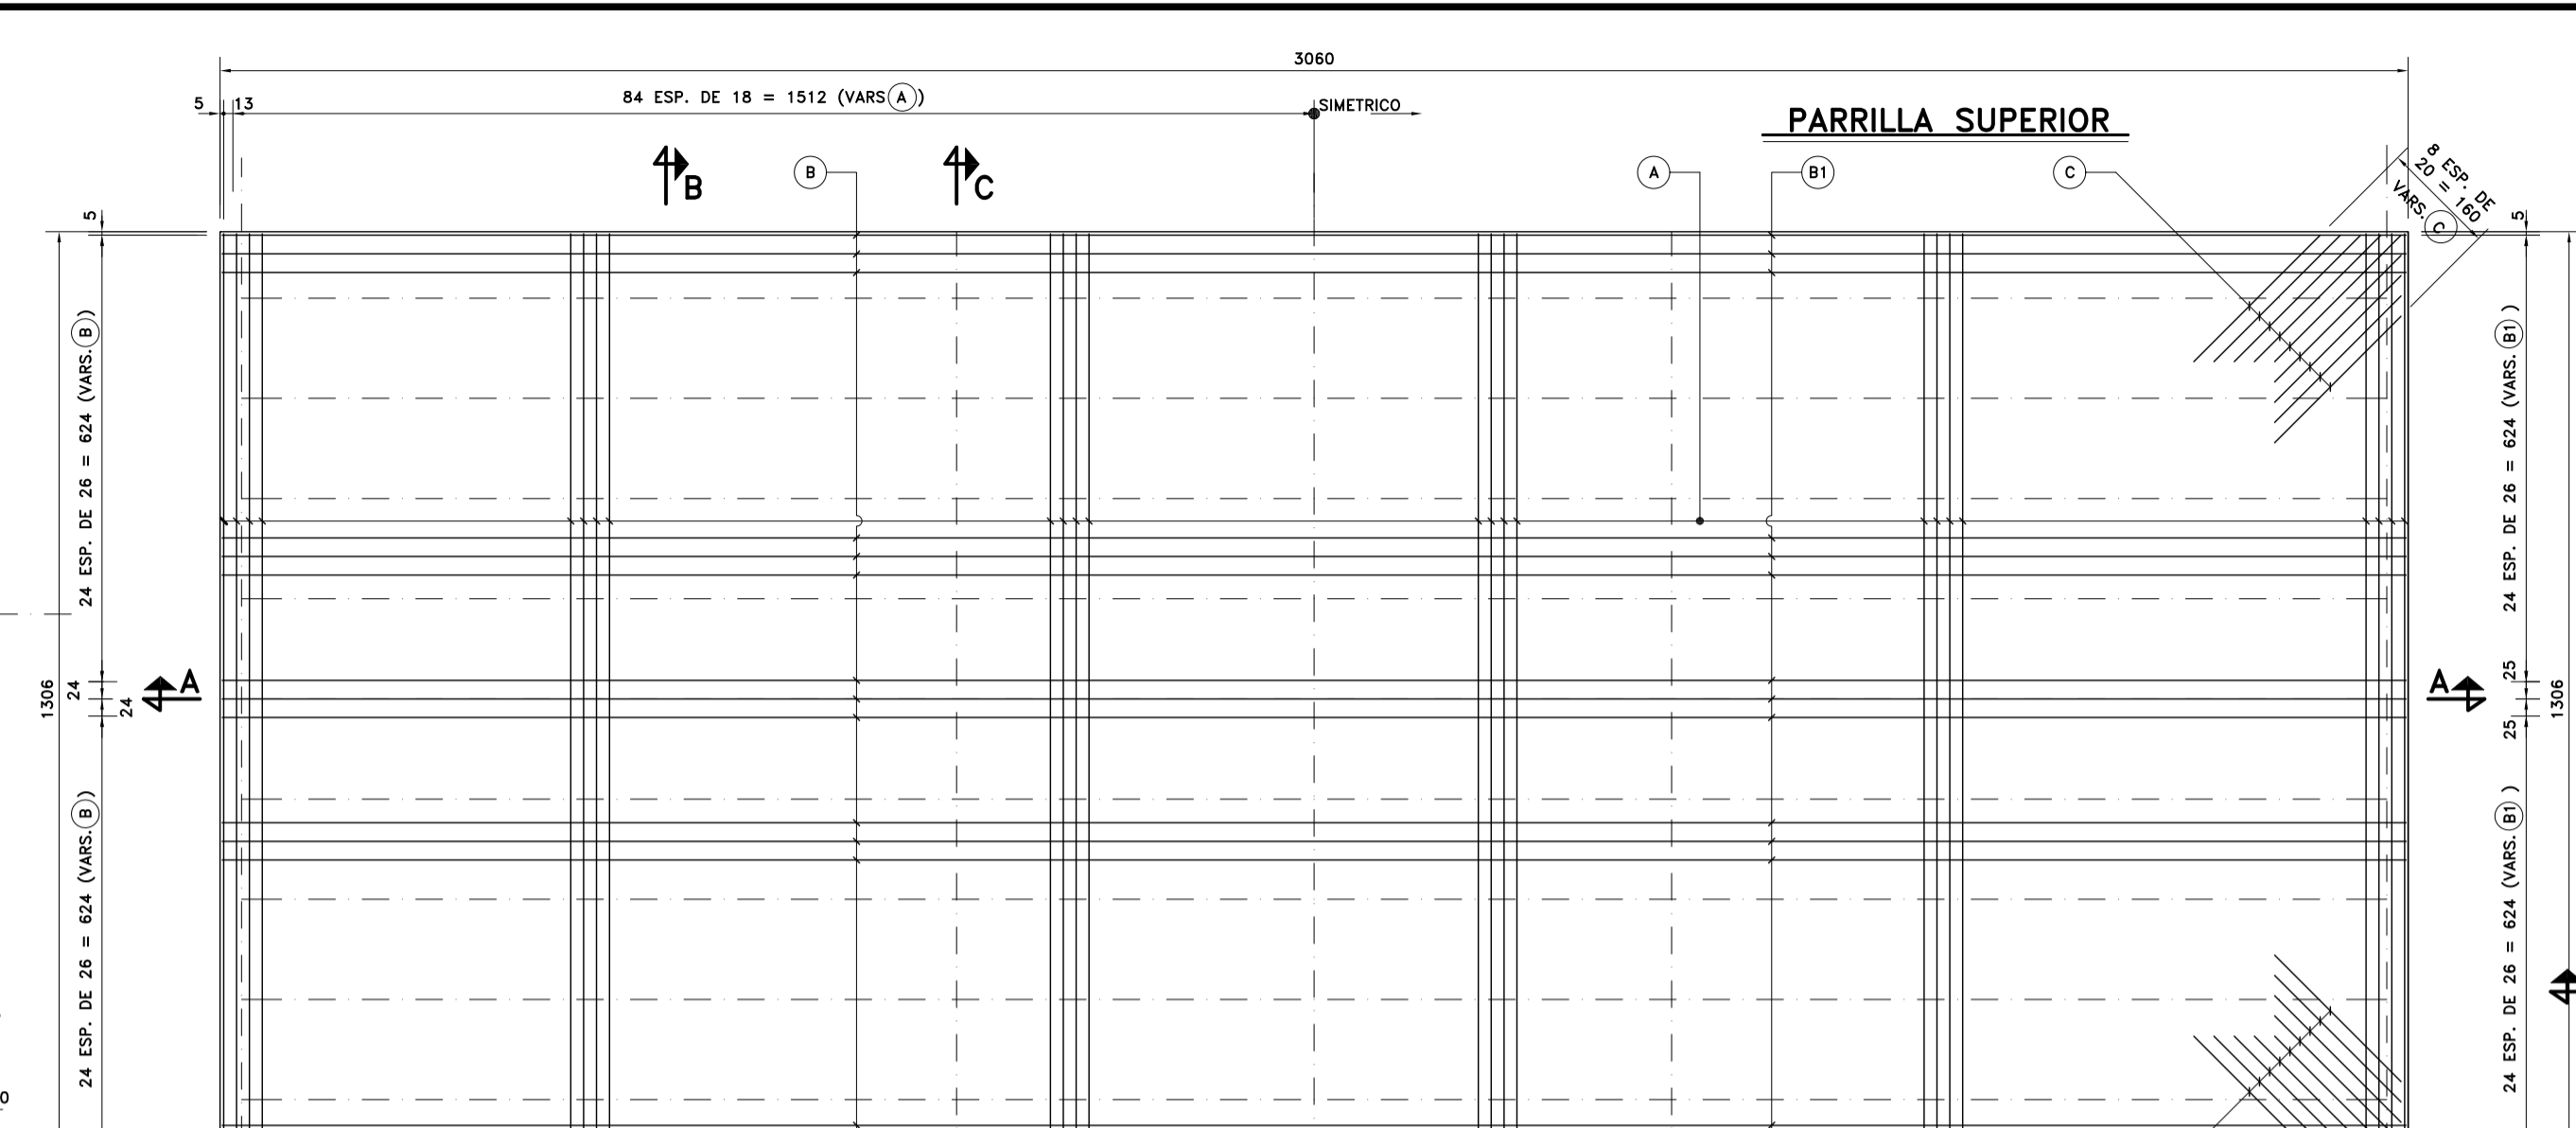 3060
84 ESP. DE 18 = 1512 (VARS A )
5 13
SIMETRICO
PARRILLA SUPERIOR
B
C
B
A
B1
C
8 ESP. DE
20 = 160
VARS. C
5
5
24 ESP. DE 26 = 624 (VARS. B )
24 ESP. DE 26 = 624 (VARS. B1 )
1306
24
24
A
A
25
25
1306
24 ESP. DE 26 = 624 (VARS. B )
24 ESP. DE 26 = 624 (VARS. B1 )